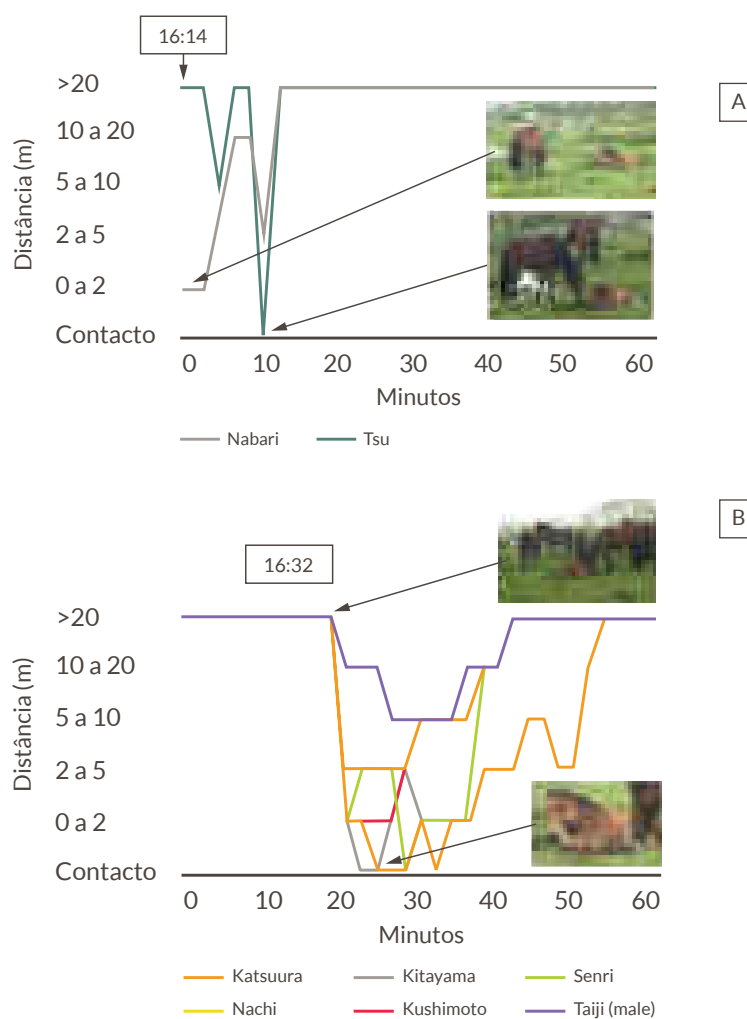 16:14
A
>20
10 a 20
5 a 10
2 a 5
0 a 2
Contacto
Distância (m)
0 10 20 30 40 50 60
Minutos
Nabari Tsu
B
16:32
>20
10 a 20
5 a 10
2 a 5
0 a 2
Contacto
Distância (m)
0 10 20 30 40 50 60
Minutos
Katsuura Kitayama Senri
Nachi Kushimoto Taiji (male)